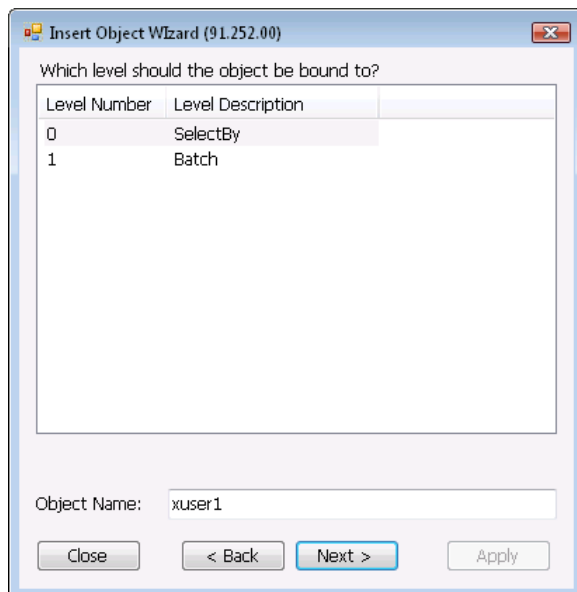 Insert Object WIzard (91.252.00)
Which level should the object be bound to?
Level Number Level Description
0 SelectBy
1 Batch
Object Name: xuser1
Close < Back Next > Apply